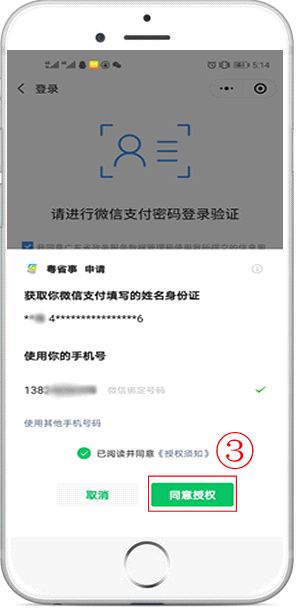 5:14
登录
请进行微信支付密码登录验证
粤省事 申请
获取你微信支付填写的姓名身份证
** 4****************6
使用你的手机号
138 微信绑定号码
使用其他手机号码
已阅读并同意《授权须知》
③
取消 同意授权